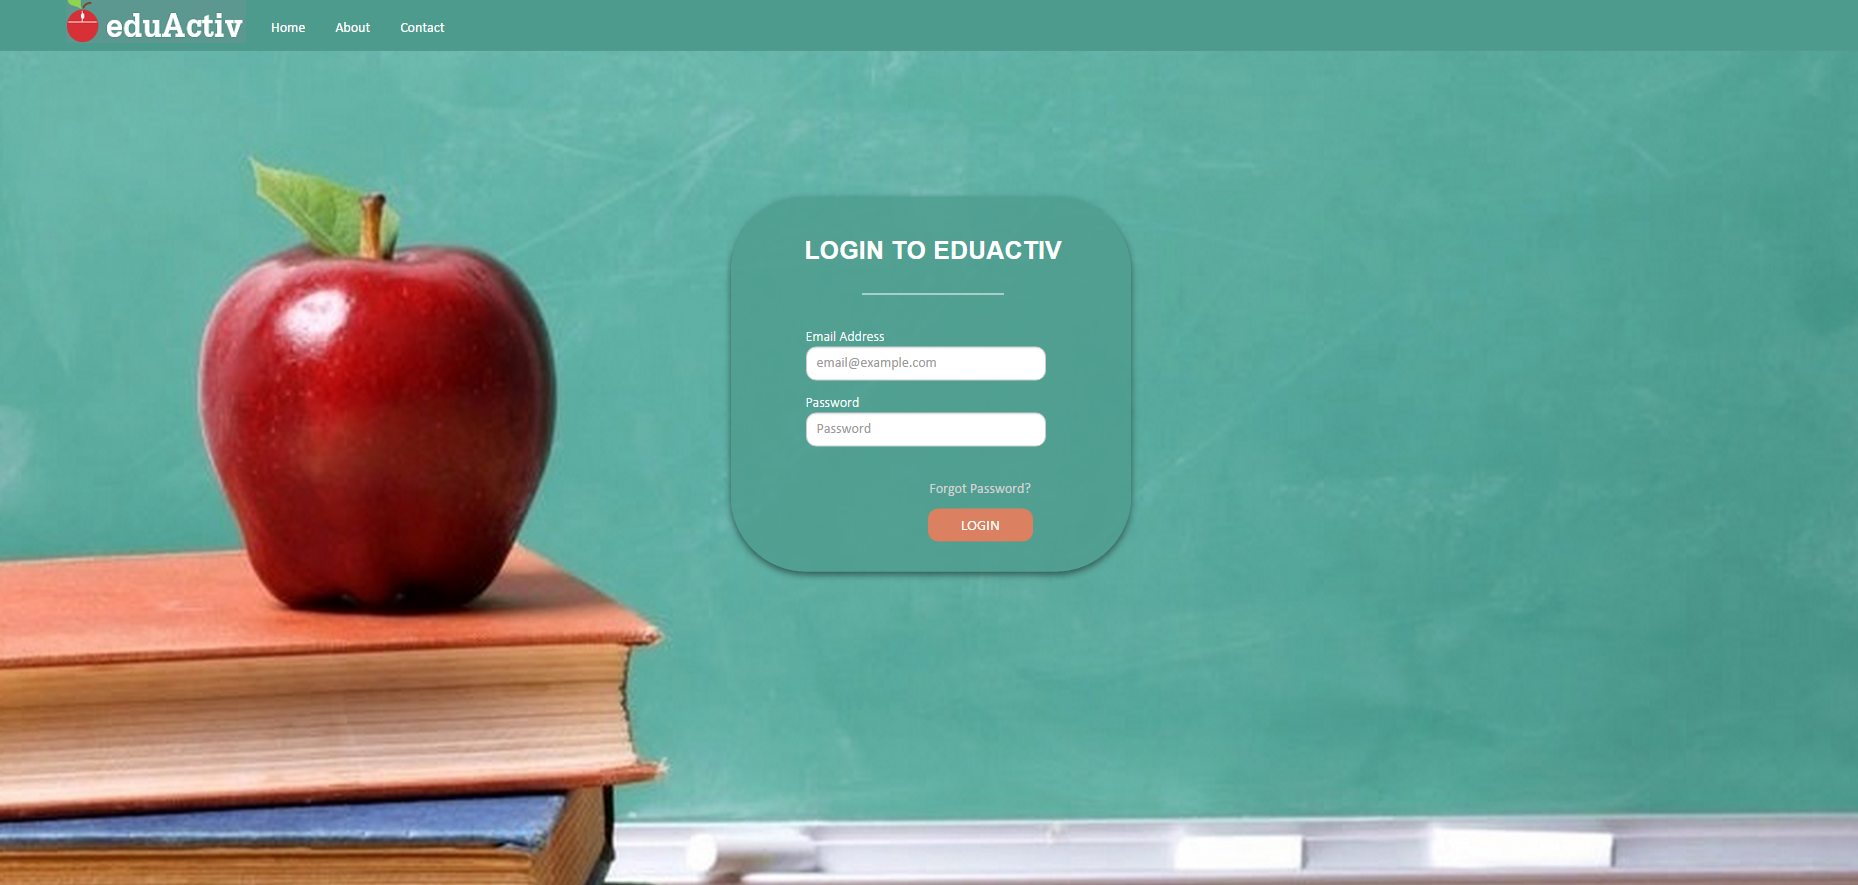 eduActiv
Home About Contact
LOGIN TO EDUACTIV
Email Address
email@example.com
Password
Password
Forgot Password?
LOGIN